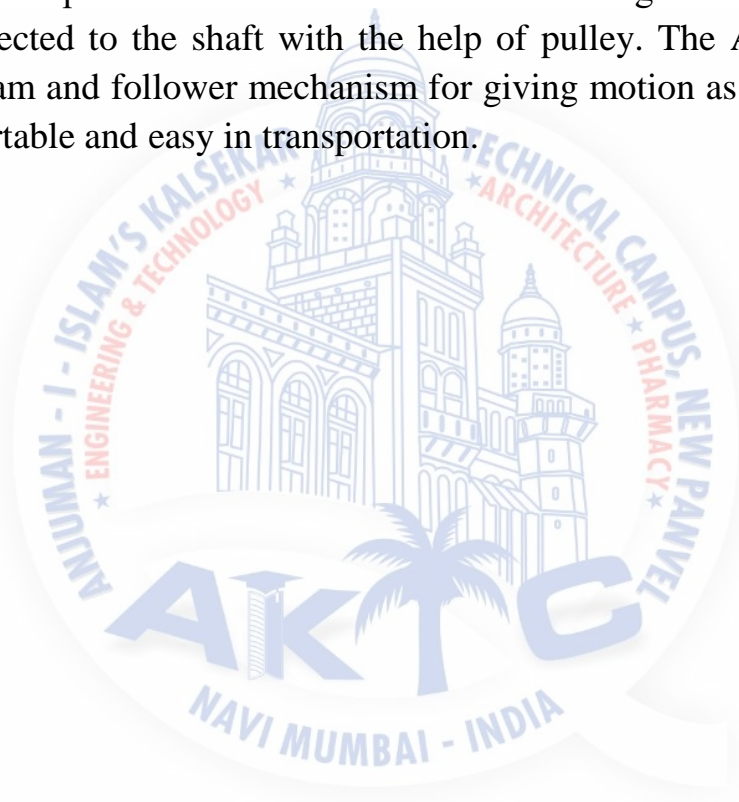 ected to the shaft with the help of pulley. The A
am and follower mechanism for giving motion as
rtable and easy in transportation.
ANJUMAN - I - ISLAM'S KALSEKAR TECHNICAL CAMPUS, NEW PANVEL
★ ENGINEERING & TECHNOLOGY ★ ★ ARCHITECTURE ★ PHARMACY ★
AKTC
NAVI MUMBAI - INDIA